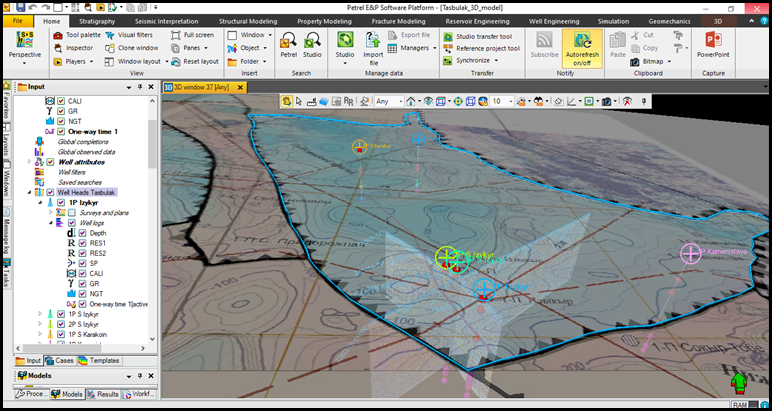 Petrel E&P Software Platform - [Tasbulak_3D_model]
File Home Stratigraphy Seismic Interpretation Structural Modeling Property Modeling Fracture Modeling Reservoir Engineering Well Engineering Simulation Geomechanics 3D
Perspective
Tool palette Visual filters Full screen
Inspector Clone window Panes
Players Window layout
View
Window
Object
Folder
Insert
Petrel Studio
Search
Studio Import file
Export file
Models
Manage data
Studio transfer tool
Reference project tool
Synchronize
Transfer
Subscribe Autorefresh on/off
Notify
Paste Cut
Copy
Bitmap
Clipboard
PowerPoint
Capture
Favorites
Layouts
Windows
Message log
Tasks
Input
CALI
GR
NGT
One-way time 1
Global completions
Global observed data
Well attributes
Well filters
Saved searches
Well Heads Tasbulak
1P Izykyr
Surveys and plans
Well logs
Depth
RES1
RES2
SP
CALI
GR
NGT
One-way time 1[active
1P S Izykyr
2P S Izykyr
1P S Karakoin
Input Cases Templates
Models
Proce... Models Results Workf...
3D window 37 [Any]
Any
10
100
RAM